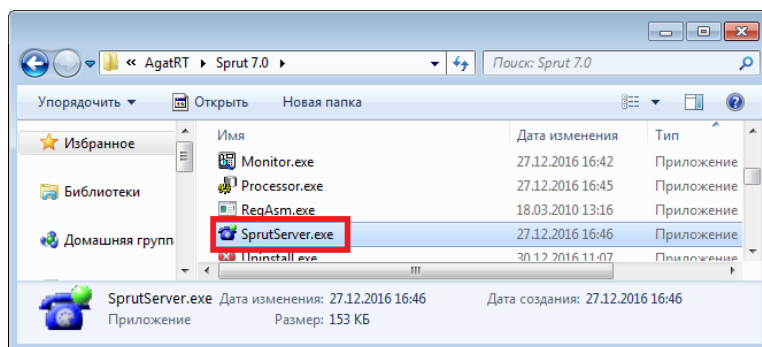 « AgatRT ▸ Sprut 7.0 ▸
Поиск: Sprut 7.0
Упорядочить ▼ Открыть Новая папка
Избранное
Библиотеки
Домашняя групп
Имя Дата изменения Тип
Monitor.exe 27.12.2016 16:42 Приложение
Processor.exe 27.12.2016 16:45 Приложение
RegAsm.exe 18.03.2010 13:16 Приложение
SprutServer.exe 27.12.2016 16:46 Приложение
Uninstall.exe 30.12.2016 11:07 Приложение
SprutServer.exe Дата изменения: 27.12.2016 16:46 Дата создания: 27.12.2016 16:46
Приложение Размер: 153 КБ